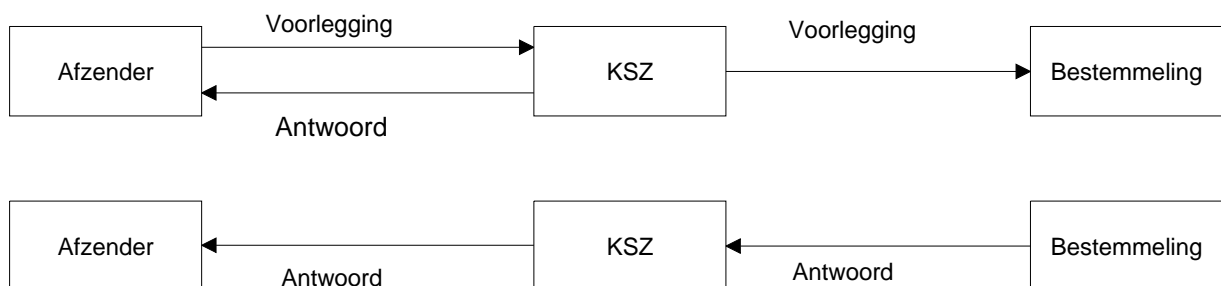 Voorlegging
Voorlegging
Afzender
KSZ
Bestemmeling
Antwoord
Afzender
KSZ
Bestemmeling
Antwoord
Antwoord